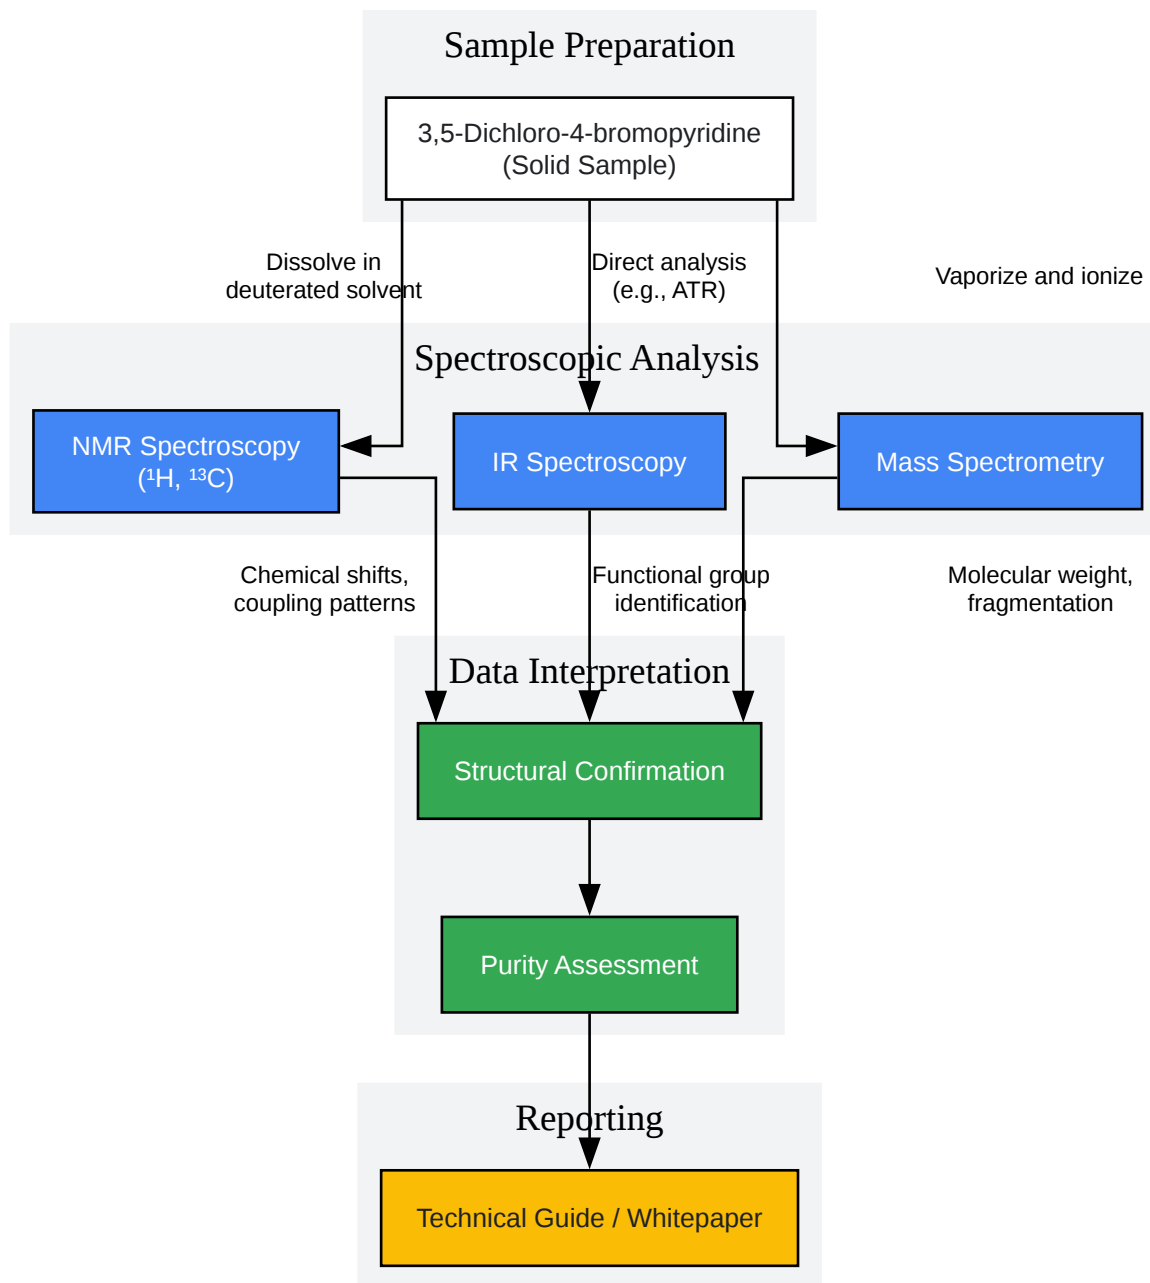 Sample Preparation
3,5-Dichloro-4-bromopyridine
(Solid Sample)
Dissolve in
deuterated solvent
Direct analysis
(e.g., ATR)
Vaporize and ionize
Spectroscopic Analysis
NMR Spectroscopy
(¹H, ¹³C)
IR Spectroscopy
Mass Spectrometry
Chemical shifts,
coupling patterns
Functional group
identification
Molecular weight,
fragmentation
Data Interpretation
Structural Confirmation
Purity Assessment
Reporting
Technical Guide / Whitepaper